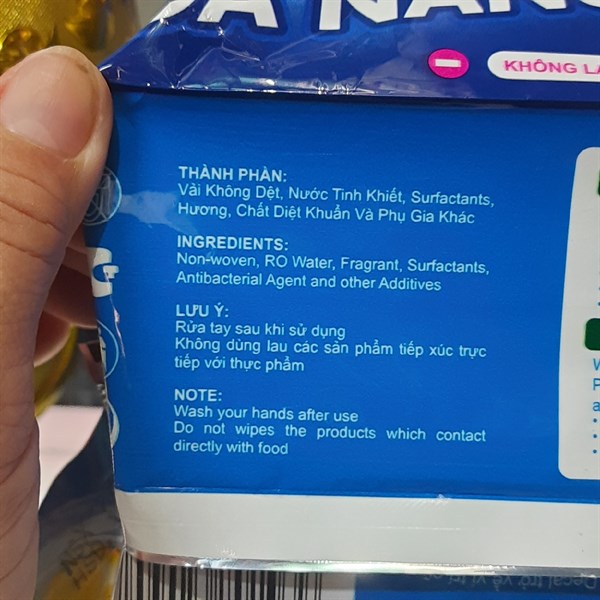 ĐA NĂNG
KHÔNG LA
THÀNH PHẦN:
Vải Không Dệt, Nước Tinh Khiết, Surfactants,
Hương, Chất Diệt Khuẩn Và Phụ Gia Khác
INGREDIENTS:
Non-woven, RO Water, Fragrant, Surfactants,
Antibacterial Agent and other Additives
LƯU Ý:
Rửa tay sau khi sử dụng
Không dùng lau các sản phẩm tiếp xúc trực
tiếp với thực phẩm
NOTE:
Wash your hands after use
Do not wipes the products which contact
directly with food